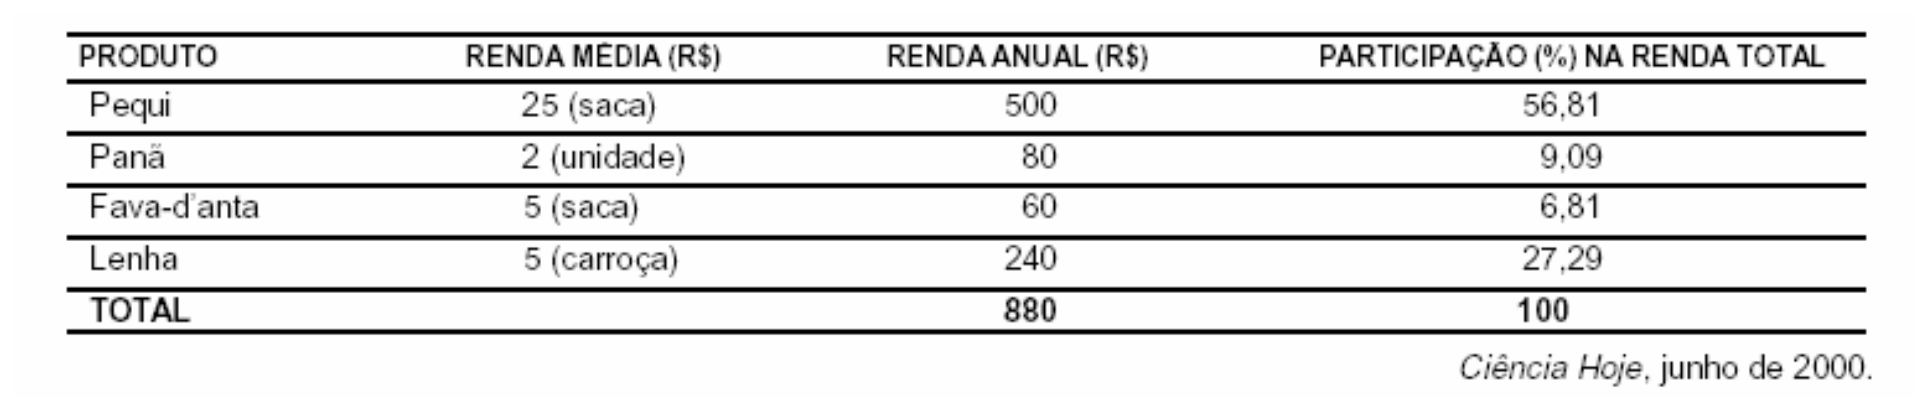 PRODUTO RENDA MÉDIA (R$) RENDA ANUAL (R$) PARTICIPAÇÃO (%) NA RENDA TOTAL
Pequi 25 (saca) 500 56,81
Panã 2 (unidade) 80 9,09
Fava-d'anta 5 (saca) 60 6,81
Lenha 5 (carroça) 240 27,29
TOTAL 880 100
Ciência Hoje, junho de 2000.